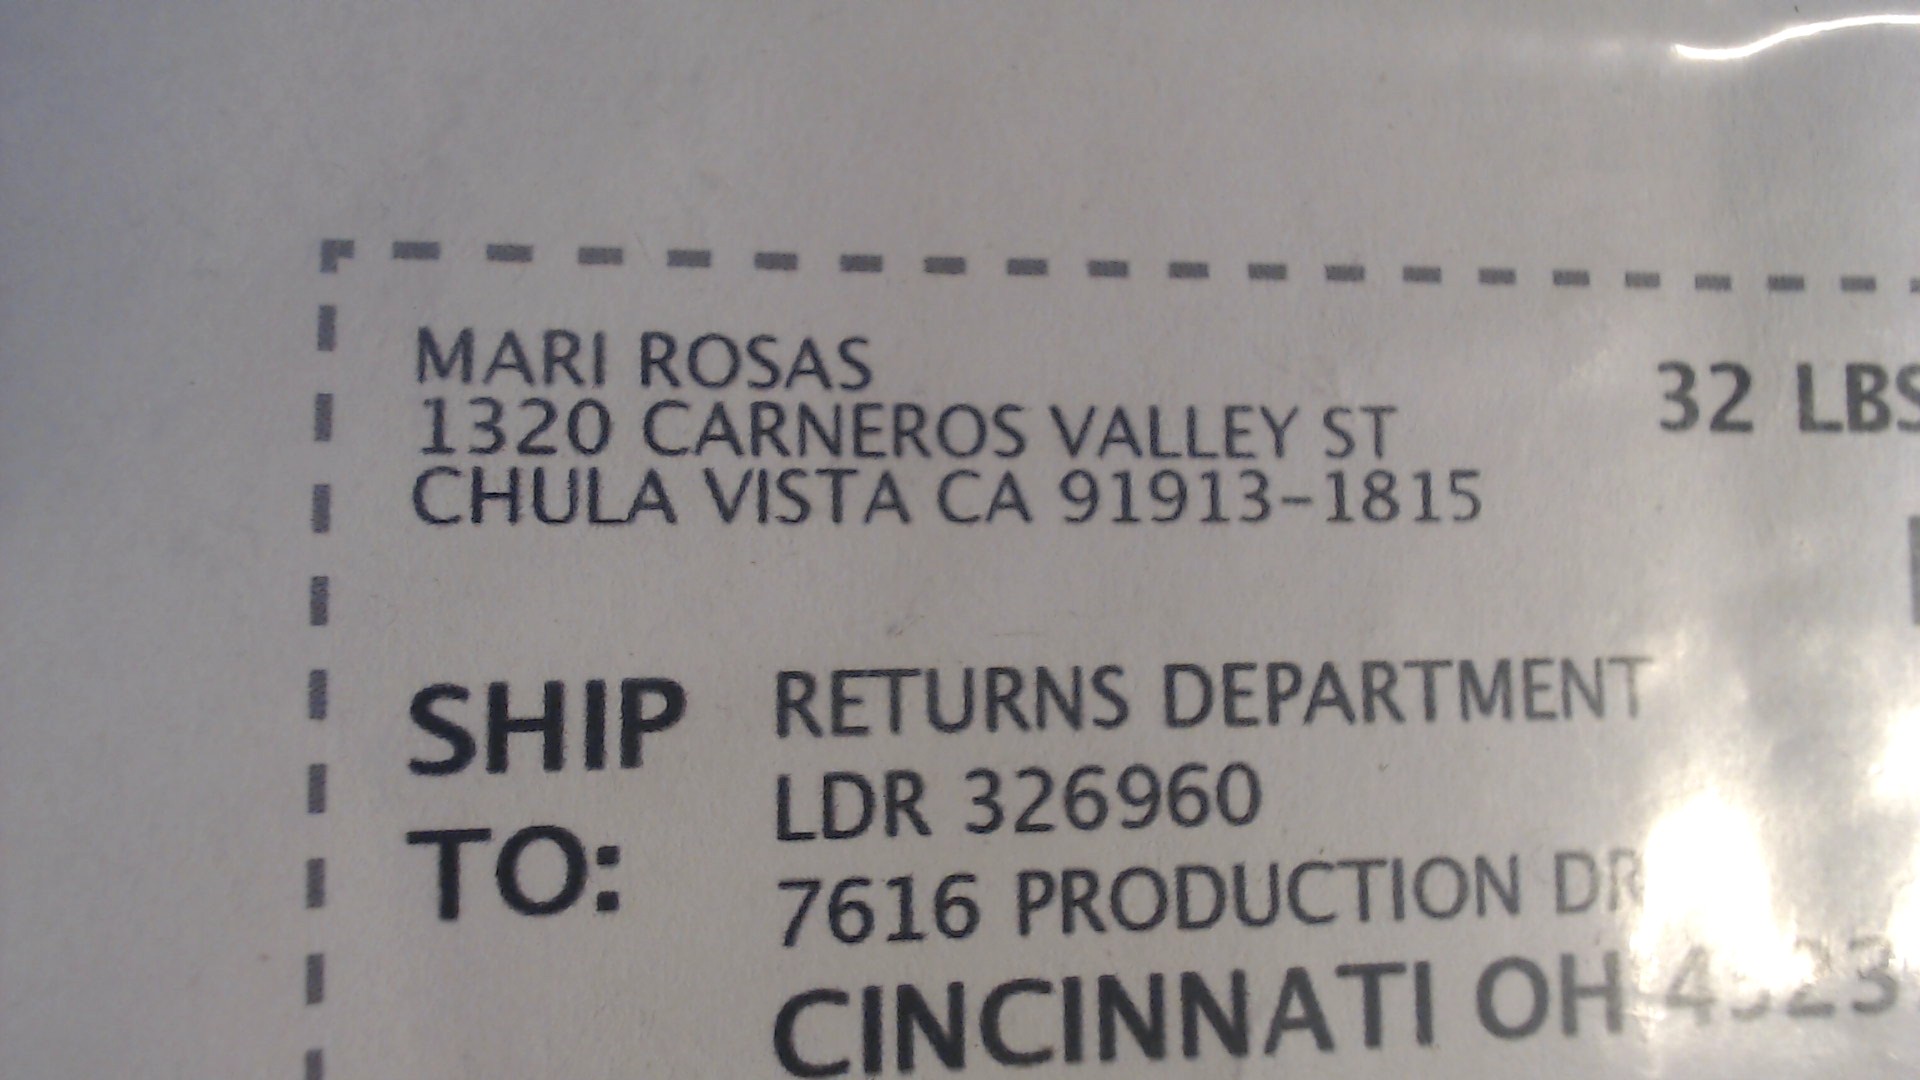 MARI ROSAS
1320 CARNEROS VALLEY ST
CHULA VISTA CA 91913-1815
32 LBS
SHIP TO:
RETURNS DEPARTMENT
LDR 326960
7616 PRODUCTION DR
CINCINNATI OH